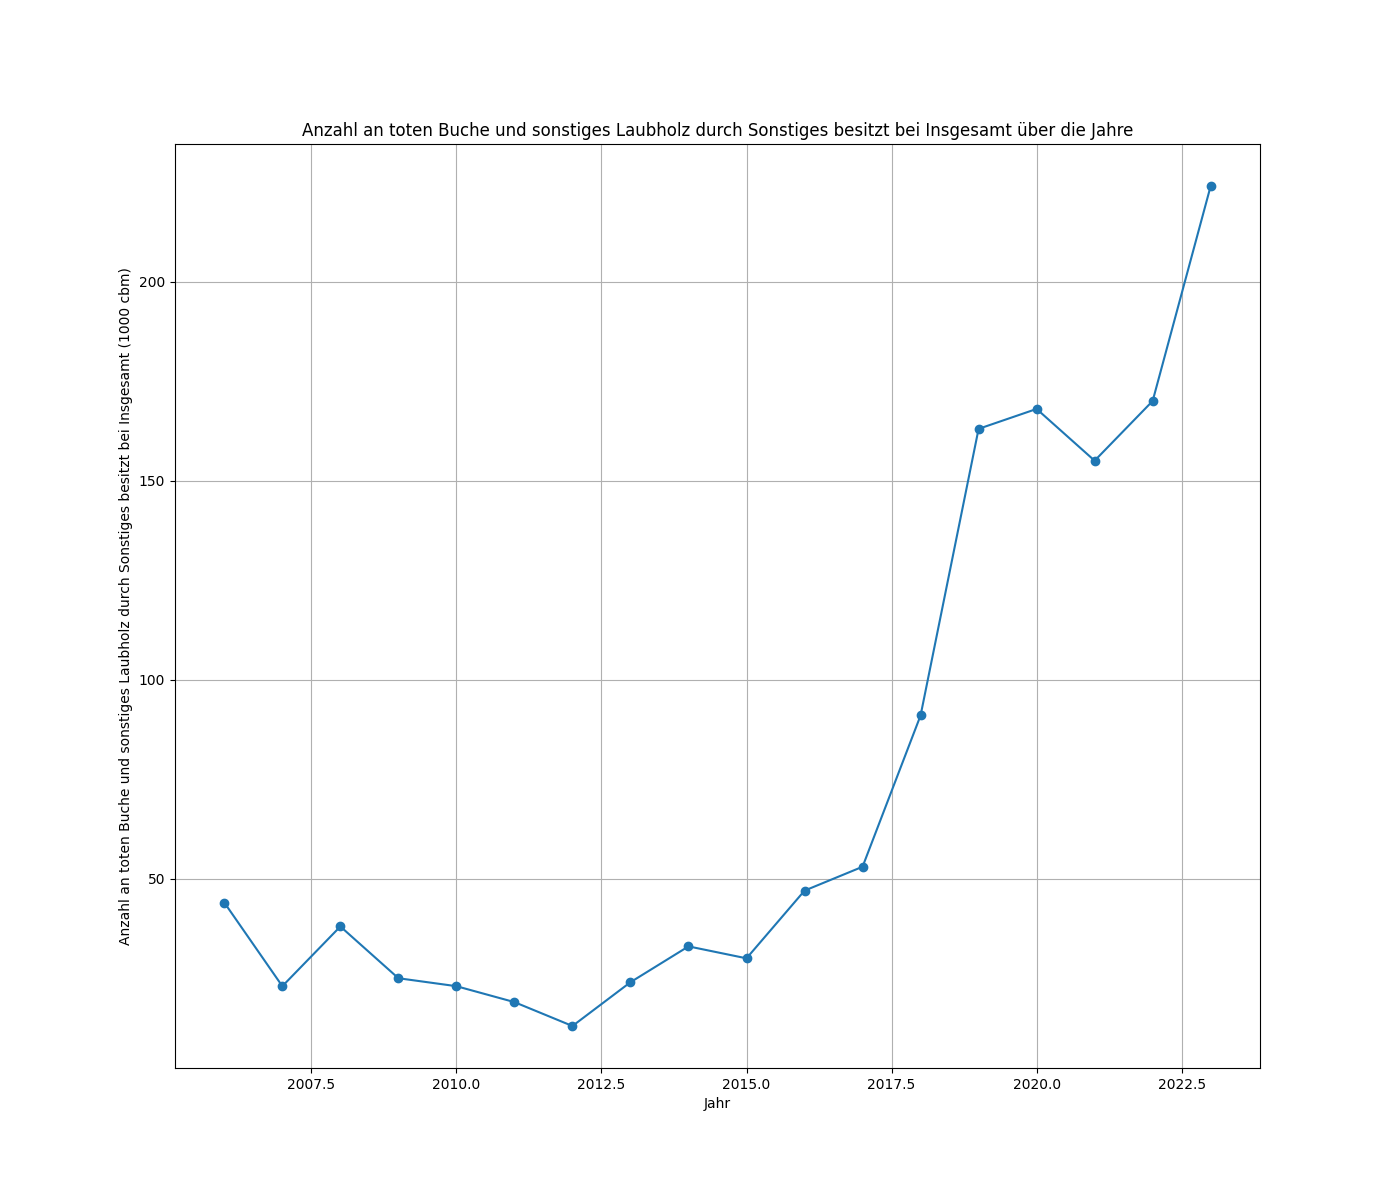 Anzahl an toten Buche und sonstiges Laubholz durch Sonstiges besitzt bei Insgesamt über die Jahre
Anzahl an toten Buche und sonstiges Laubholz durch Sonstiges besitzt bei Insgesamt (1000 cbm)
200
150
100
50
2007.5 2010.0 2012.5 2015.0 2017.5 2020.0 2022.5
Jahr